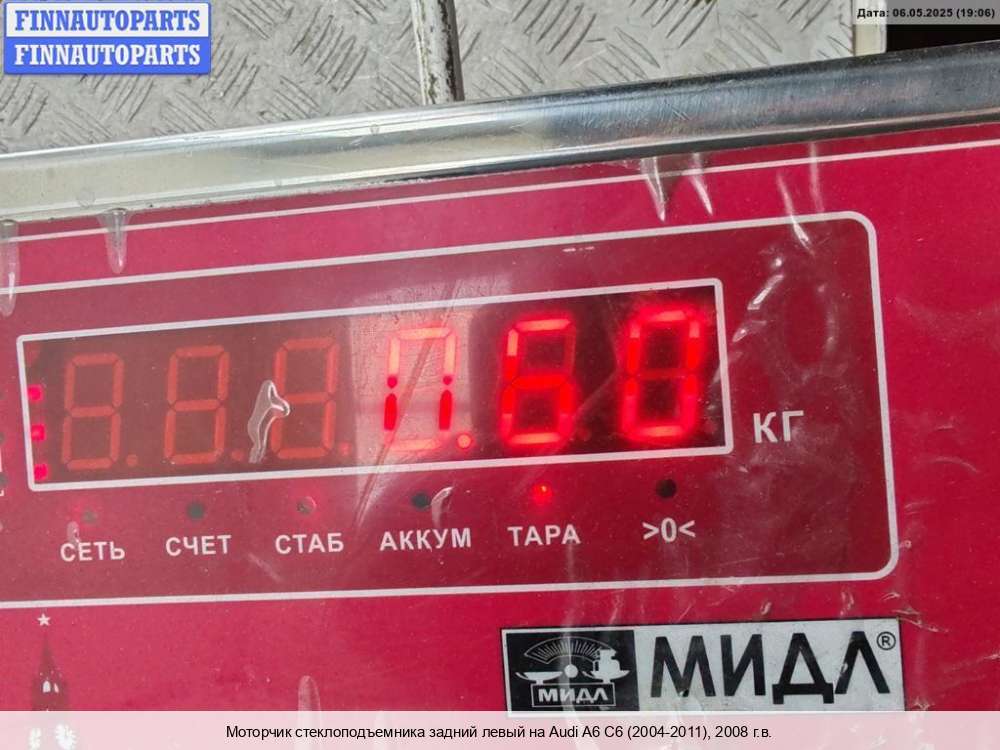 FINNAUTOPARTS
FINNAUTOPARTS
Дата: 06.05.2025 (19:06)
0.60
КГ
СЕТЬ СЧЕТ СТАБ АККУМ ТАРА >0<
МИДЛ
МИДЛ®
Моторчик стеклоподъемника задний левый на Audi A6 C6 (2004-2011), 2008 г.в.